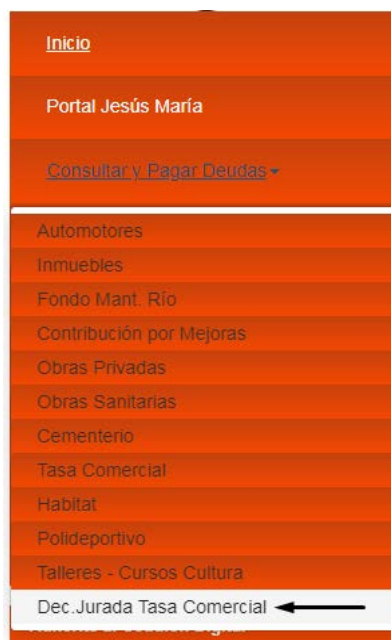 Inicio
Portal Jesús María
Consultar y Pagar Deudas
Automotores
Inmuebles
Fondo Mant. Río
Contribución por Mejoras
Obras Privadas
Obras Sanitarias
Cementerio
Tasa Comercial
Habitat
Polideportivo
Talleres - Cursos Cultura
Dec.Jurada Tasa Comercial